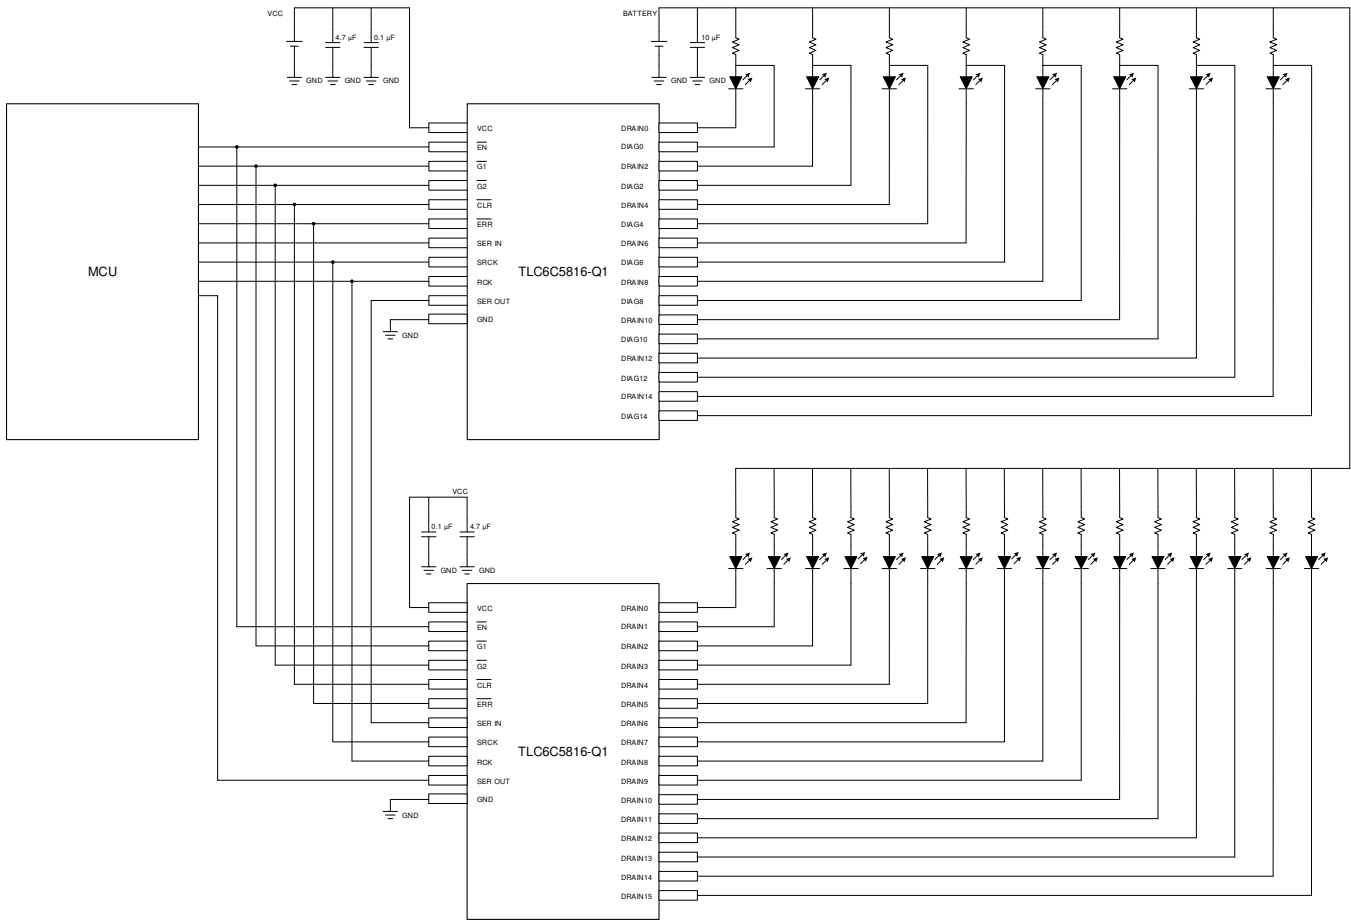 VCC
4.7 µF
0.1 µF
GND
GND
GND
BATTERY
10 µF
GND
GND
MCU
TLC6C5816-Q1
VCC
EN
G1
G2
CLR
ERR
SER IN
SRCK
RCK
SER OUT
GND
GND
DRAIN0
DIAG0
DRAIN2
DIAG2
DRAIN4
DIAG4
DRAIN6
DIAG6
DRAIN8
DIAG8
DRAIN10
DIAG10
DRAIN12
DIAG12
DRAIN14
DIAG14
VCC
0.1 µF
4.7 µF
GND
GND
TLC6C5816-Q1
VCC
EN
G1
G2
CLR
ERR
SER IN
SRCK
RCK
SER OUT
GND
GND
DRAIN0
DRAIN1
DRAIN2
DRAIN3
DRAIN4
DRAIN5
DRAIN6
DRAIN7
DRAIN8
DRAIN9
DRAIN10
DRAIN11
DRAIN12
DRAIN13
DRAIN14
DRAIN15